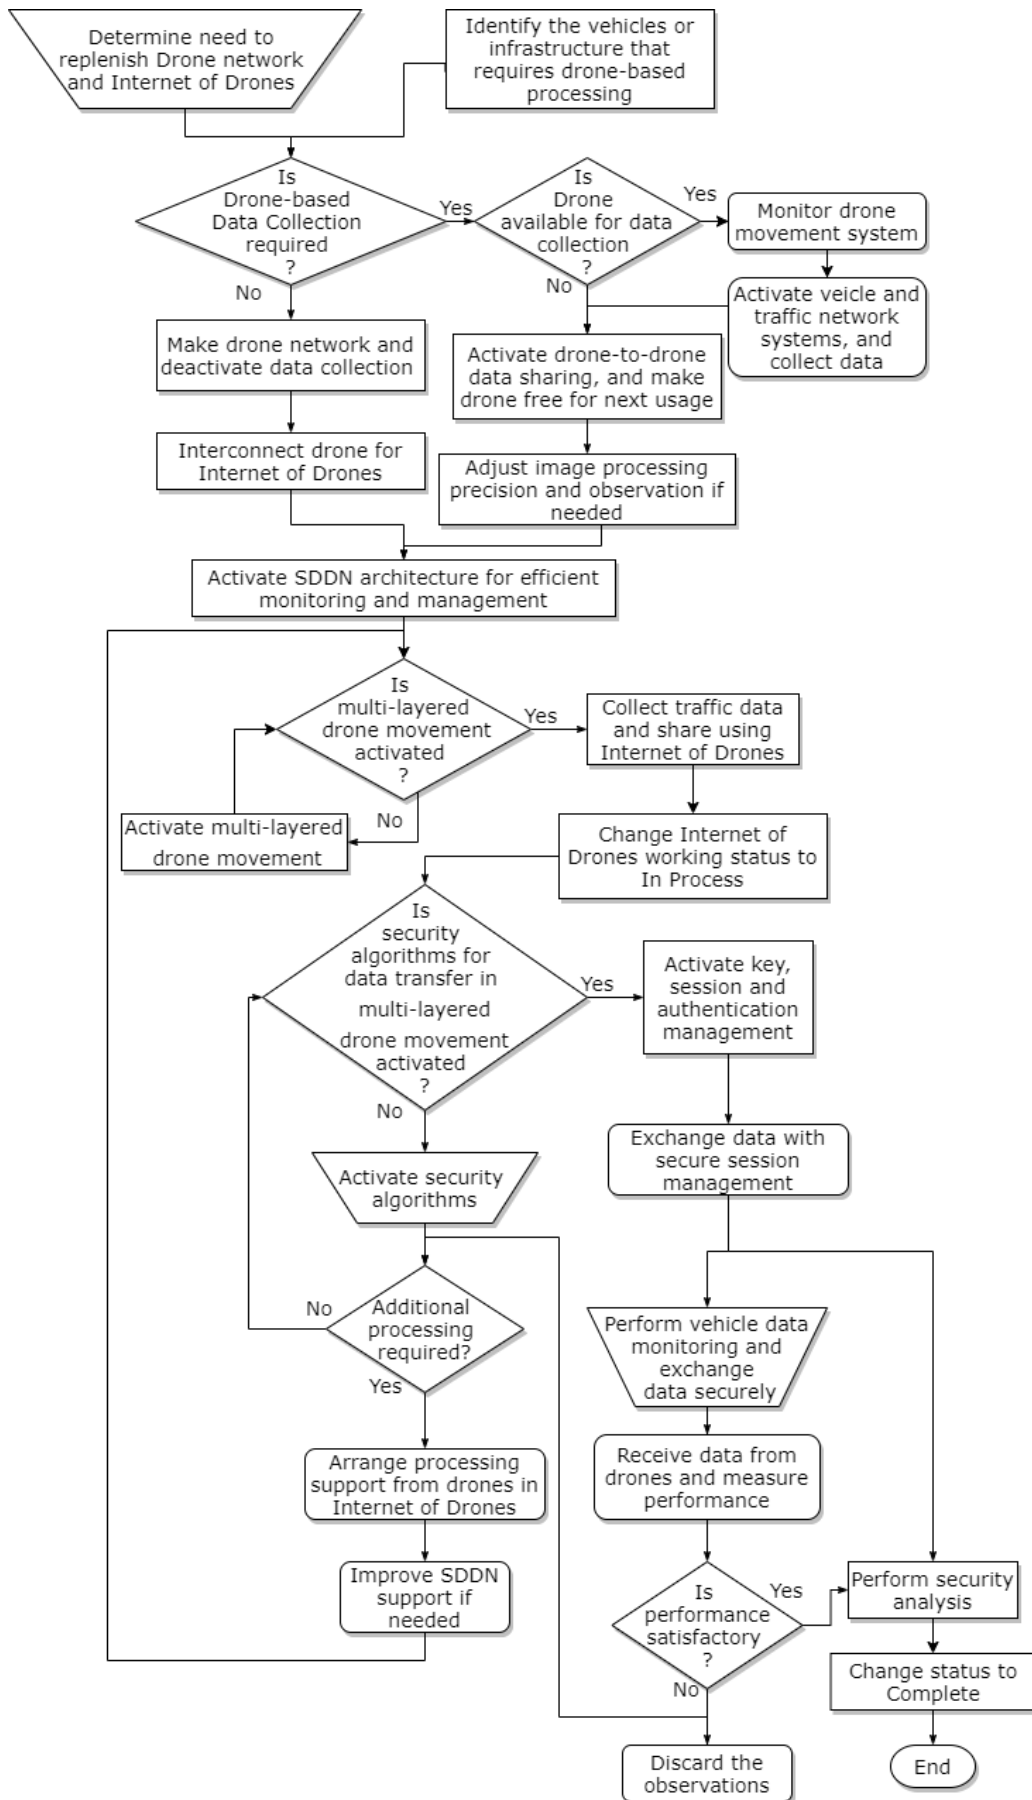 Determine need to
replenish Drone network
and Internet of Drones
Identify the vehicles or
infrastructure that
requires drone-based
processing
Is
Drone-based
Data Collection
required
?
Yes
No
Is
Drone
available for data
collection
?
Yes
No
Monitor drone
movement system
Activate veicle and
traffic network
systems, and
collect data
Make drone network and
deactivate data collection
Activate drone-to-drone
data sharing, and make
drone free for next usage
Interconnect drone for
Internet of Drones
Adjust image processing
precision and observation if
needed
Activate SDDN architecture for efficient
monitoring and management
Is
multi-layered
drone movement
activated
?
Yes
No
Collect traffic data
and share using
Internet of Drones
Activate multi-layered
drone movement
Change Internet of
Drones working status to
In Process
Is
security
algorithms for
data transfer in
multi-layered
drone movement
activated
?
Yes
No
Activate key,
session and
authentication
management
Exchange data with
secure session
management
Activate security
algorithms
Additional
processing
required?
No
Yes
Perform vehicle data
monitoring and
exchange
data securely
Arrange processing
support from drones in
Internet of Drones
Receive data from
drones and measure
performance
Improve SDDN
support if
needed
Is
performance
satisfactory
?
Yes
No
Perform security
analysis
Change status to
Complete
Discard the
observations
End